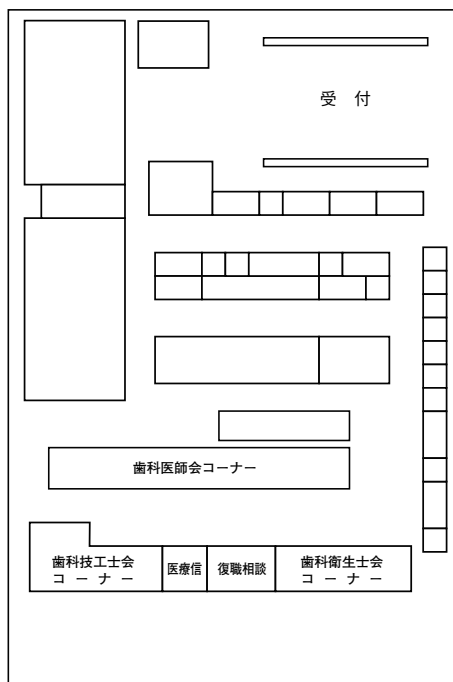 受 付
歯科医師会コーナー
歯科技工士会
コ ー ナ ー
医療信
復職相談
歯科衛生士会
コ ー ナ ー